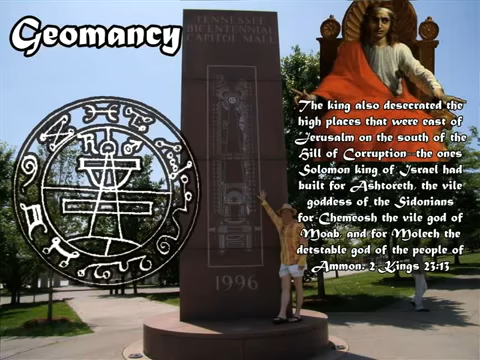 Geomancy
TENNESSEE
BICENTENNIAL
CAPITOL MALL
1996
The king also desecrated the
high places that were east of
Jerusalm on the south of the
Hill of Corruption the ones
Solomon king of Israel had
built for Ashtoreth, the vile
goddess of the Sidonians
for Chemeosh the vile god of
Moab, and for Molech the
detstable god of the people of
Ammon. 2 Kings 23:13